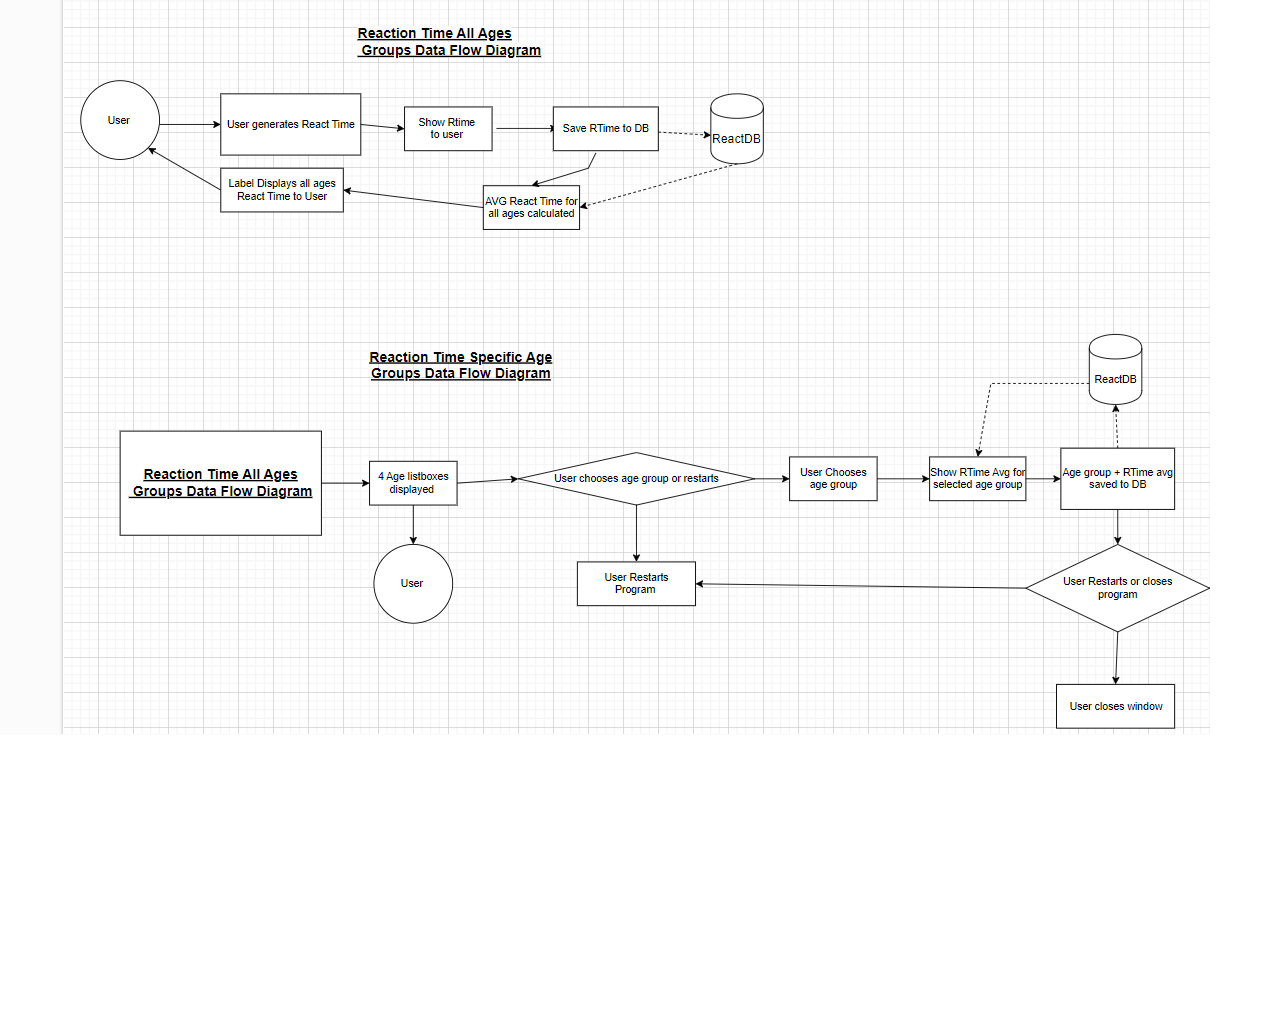 Reaction Time All Ages
Groups Data Flow Diagram
User
User generates React Time
Show Rtime
to user
Save RTime to DB
ReactDB
Label Displays all ages
React Time to User
AVG React Time for
all ages calculated
Reaction Time Specific Age
Groups Data Flow Diagram
ReactDB
Reaction Time All Ages
Groups Data Flow Diagram
4 Age listboxes
displayed
User chooses age group or restarts
User Chooses
age group
Show RTime Avg for
selected age group
Age group + RTime avg
saved to DB
User
User Restarts
Program
User Restarts or closes
program
User closes window